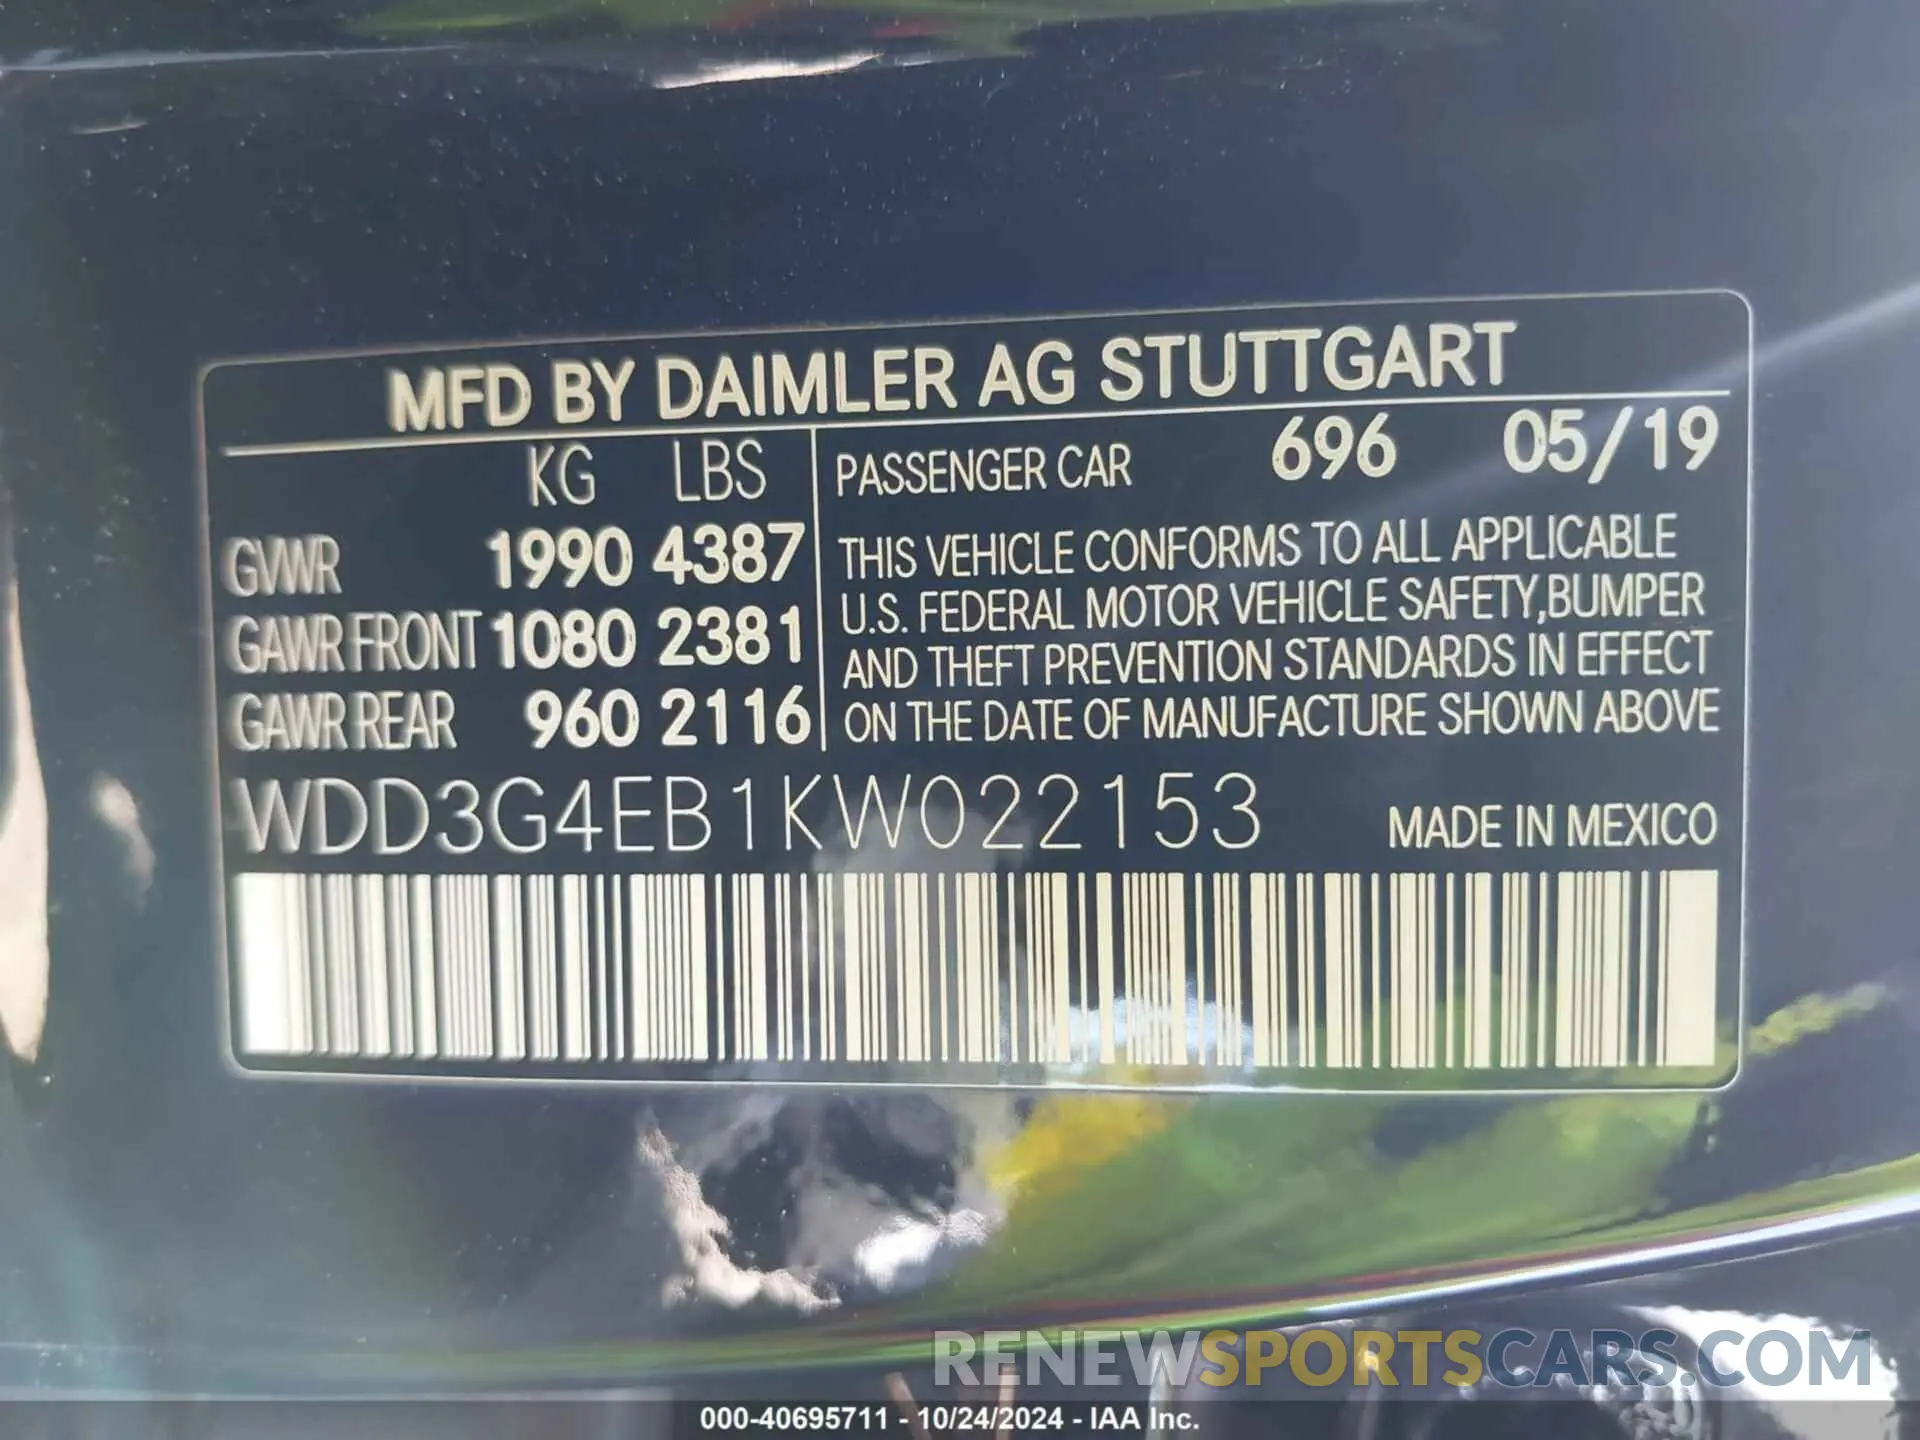 MFD BY DAIMLER AG STUTTGART
KG LBS
GVWR 1990 4387
GAWR FRONT 1080 2381
GAWR REAR 960 2116
PASSENGER CAR 696 05/19
THIS VEHICLE CONFORMS TO ALL APPLICABLE
U.S. FEDERAL MOTOR VEHICLE SAFETY,BUMPER
AND THEFT PREVENTION STANDARDS IN EFFECT
ON THE DATE OF MANUFACTURE SHOWN ABOVE
WDD3G4EB1KW022153 MADE IN MEXICO
RENEWSPORTSCARS.COM
000-40695711 - 10/24/2024 - IAA Inc.